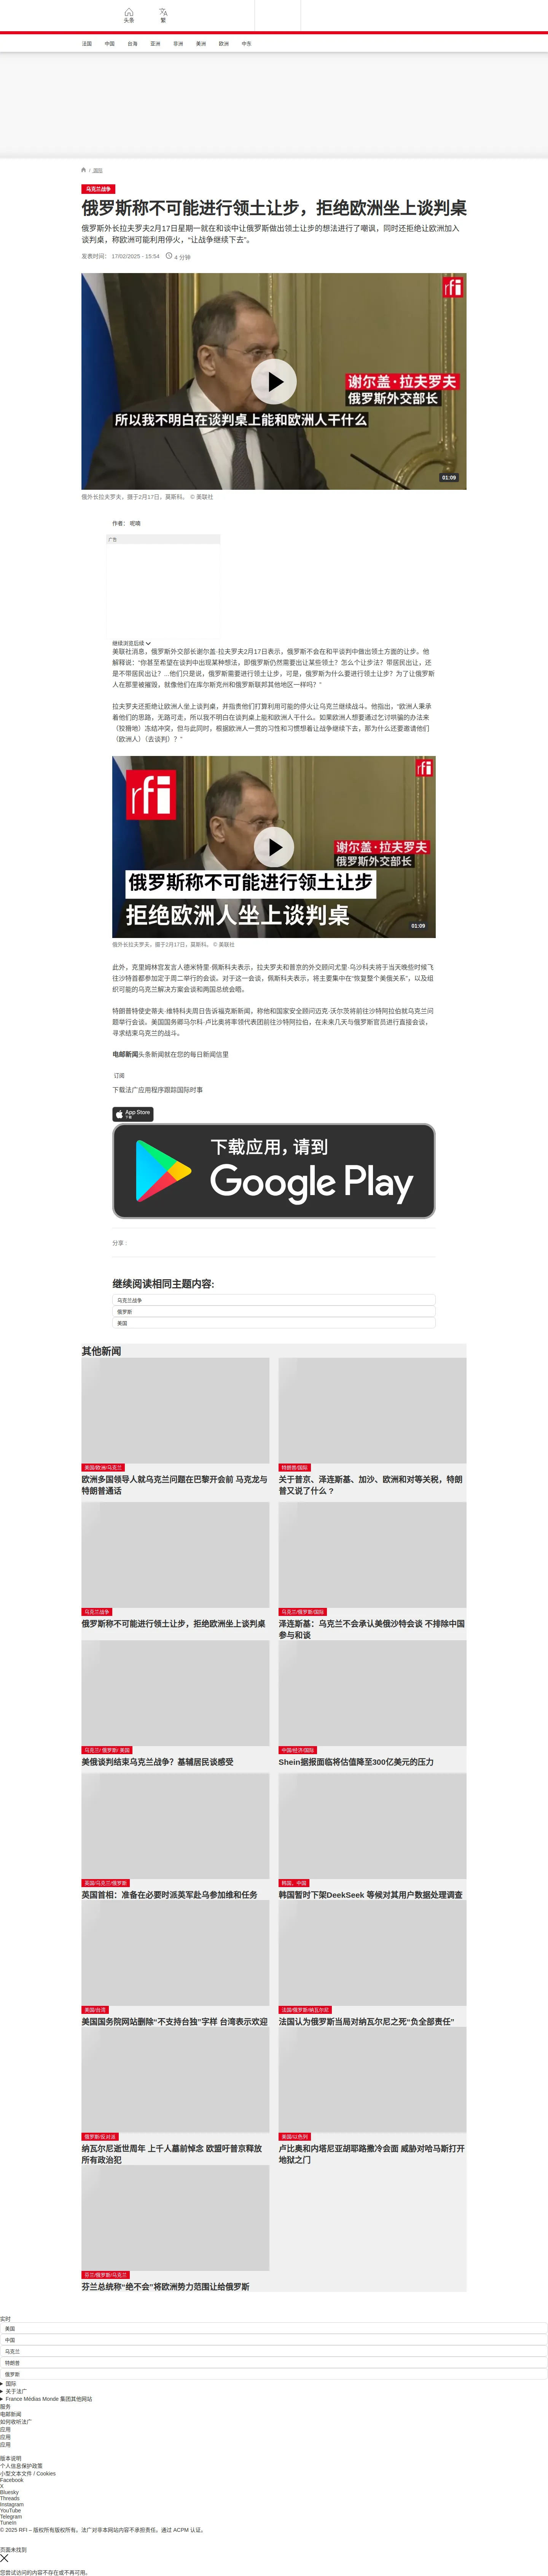 头条
繁
法国 中国 台海 亚洲 非洲 美洲 欧洲 中东
/ 国际
乌克兰战争
俄罗斯称不可能进行领土让步，拒绝欧洲坐上谈判桌
俄罗斯外长拉夫罗夫2月17日星期一就在和谈中让俄罗斯做出领土让步的想法进行了嘲讽，同时还拒绝让欧洲加入
谈判桌，称欧洲可能利用停火，“让战争继续下去”。
发表时间： 17/02/2025 - 15:54 4 分钟
rfi
谢尔盖·拉夫罗夫
俄罗斯外交部长
所以我不明白在谈判桌上能和欧洲人干什么
01:09
俄外长拉夫罗夫，摄于2月17日，莫斯科。 © 美联社
作者： 呢喃
广告
继续浏览后续
美联社消息，俄罗斯外交部长谢尔盖·拉夫罗夫2月17日表示，俄罗斯不会在和平谈判中做出领土方面的让步。他
解释说：“你甚至希望在谈判中出现某种想法，即俄罗斯仍然需要出让某些领土？怎么个让步法？带居民出让，还
是不带居民出让？...他们只是说，俄罗斯需要进行领土让步，可是，俄罗斯为什么要进行领土让步？为了让俄罗斯
人在那里被摧毁，就像他们在库尔斯克州和俄罗斯联邦其他地区一样吗？”
拉夫罗夫还拒绝让欧洲人坐上谈判桌，并指责他们打算利用可能的停火让乌克兰继续战斗。他指出，“欧洲人秉承
着他们的思路，无路可走，所以我不明白在谈判桌上能和欧洲人干什么。如果欧洲人想要通过乞讨哄骗的办法来
（狡猾地）冻结冲突，但与此同时，根据欧洲人一贯的习性和习惯想着让战争继续下去，那为什么还要邀请他们
（欧洲人）（去谈判）？”
rfi
rfi
谢尔盖·拉夫罗夫
俄罗斯外交部长
俄罗斯称不可能进行领土让步
拒绝欧洲人坐上谈判桌
01:09
俄外长拉夫罗夫，摄于2月17日，莫斯科。 © 美联社
此外，克里姆林宫发言人德米特里·佩斯科夫表示，拉夫罗夫和普京的外交顾问尤里·乌沙科夫将于当天晚些时候飞
往沙特首都参加定于周二举行的会谈。对于这一会谈，佩斯科夫表示，将主要集中在“恢复整个美俄关系”，以及组
织可能的乌克兰解决方案会谈和两国总统会晤。
特朗普特使史蒂夫·维特科夫周日告诉福克斯新闻，称他和国家安全顾问迈克·沃尔茨将前往沙特阿拉伯就乌克兰问
题举行会谈。美国国务卿马尔科·卢比奥将率领代表团前往沙特阿拉伯，在未来几天与俄罗斯官员进行直接会谈，
寻求结束乌克兰的战斗。
电邮新闻头条新闻就在您的每日新闻信里
订阅
下载法广应用程序跟踪国际时事
App Store
下载
下载应用，请到
Google Play
分享 :
继续阅读相同主题内容:
乌克兰战争
俄罗斯
美国
其他新闻
美国/欧洲/乌克兰
欧洲多国领导人就乌克兰问题在巴黎开会前 马克龙与
特朗普通话
特朗普/国际
关于普京、泽连斯基、加沙、欧洲和对等关税，特朗
普又说了什么 ？
乌克兰战争
俄罗斯称不可能进行领土让步，拒绝欧洲坐上谈判桌
乌克兰/俄罗斯/国际
泽连斯基：乌克兰不会承认美俄沙特会谈 不排除中国
参与和谈
乌克兰/ 俄罗斯/ 美国
美俄谈判结束乌克兰战争？基辅居民谈感受
中国/经济/国际
Shein据报面临将估值降至300亿美元的压力
英国/乌克兰/俄罗斯
英国首相：准备在必要时派英军赴乌参加维和任务
韩国，中国
韩国暂时下架DeekSeek 等候对其用户数据处理调查
美国/台湾
美国国务院网站删除“不支持台独”字样 台湾表示欢迎
法国/俄罗斯/纳瓦尔尼
法国认为俄罗斯当局对纳瓦尔尼之死“负全部责任”
俄罗斯/反对派
纳瓦尔尼逝世周年 上千人墓前悼念 欧盟吁普京释放
所有政治犯
美国/以色列
卢比奥和内塔尼亚胡耶路撒冷会面 威胁对哈马斯打开
地狱之门
芬兰/俄罗斯/乌克兰
芬兰总统称“绝不会”将欧洲势力范围让给俄罗斯
实时
美国
中国
乌克兰
特朗普
俄罗斯
国际
关于法广
France Médias Monde 集团其他网站
服务
电邮新闻
如何收听法广
应用
应用
应用
版本说明
个人信息保护政策
小型文本文件 / Cookies
Facebook
X
Bluesky
Threads
Instagram
YouTube
Telegram
TuneIn
© 2025 RFI – 版权所有版权所有。法广对非本网站内容不承担责任。通过 ACPM 认证。
页面未找到
您尝试访问的内容不存在或不再可用。